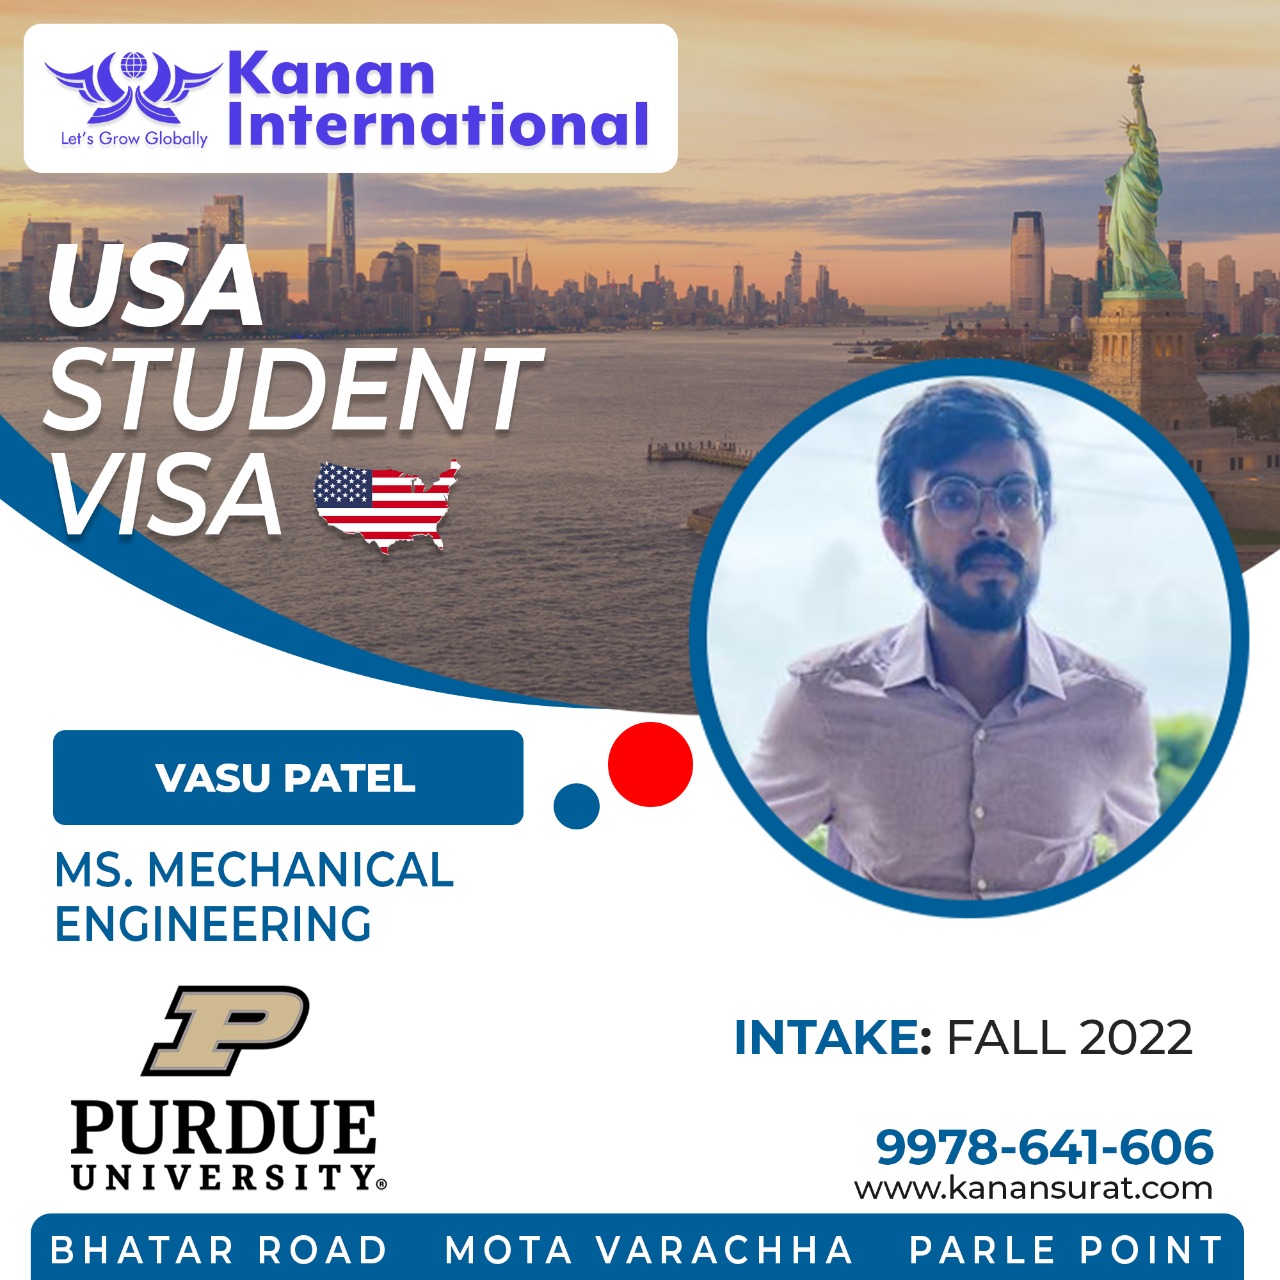 Kanan
International
Let's Grow Globally
USA
STUDENT
VISA
VASU PATEL
MS. MECHANICAL
ENGINEERING
P
PURDUE
UNIVERSITY®
INTAKE: FALL 2022
9978-641-606
www.kanansurat.com
BHATAR ROAD MOTA VARACHHA PARLE POINT